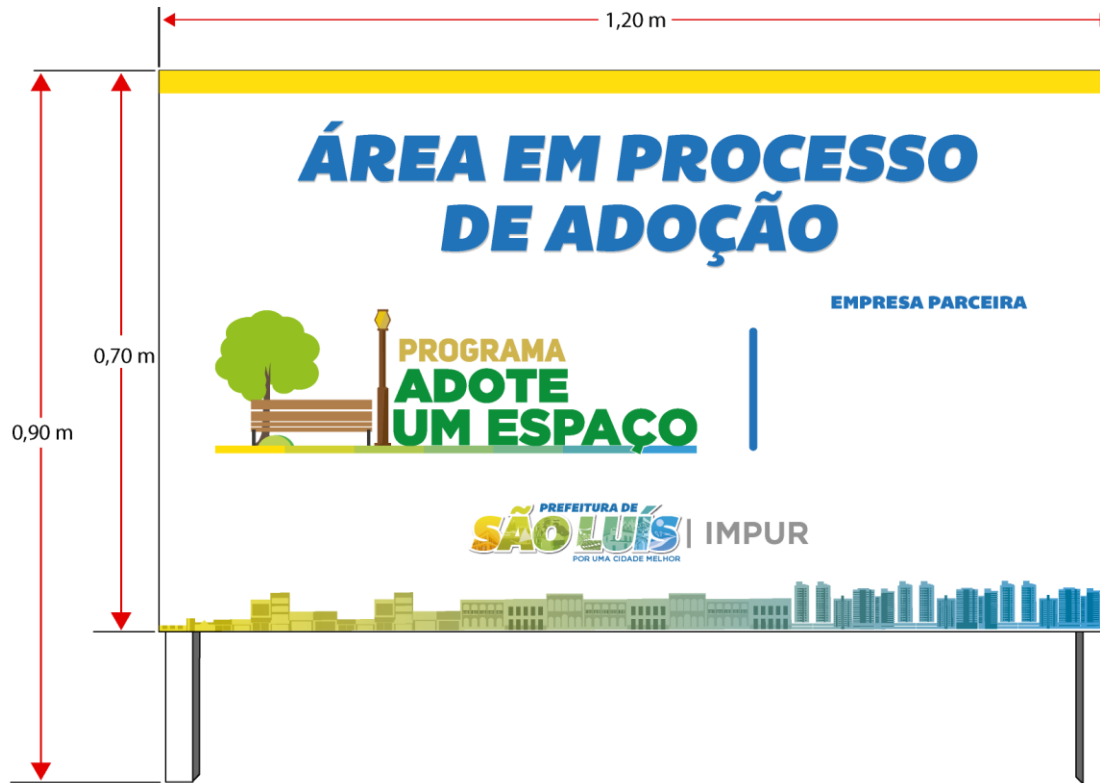 1,20 m
ÁREA EM PROCESSO
DE ADOÇÃO
EMPRESA PARCEIRA
0,70 m
PROGRAMA
ADOTE
UM ESPAÇO
0,90 m
PREFEITURA DE
SÃO LUÍS | IMPUR
POR UMA CIDADE MELHOR